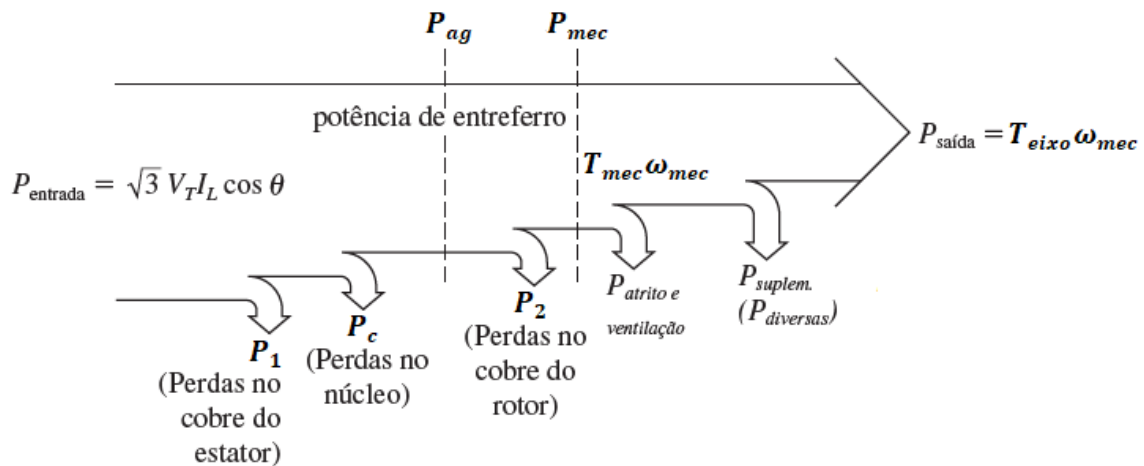 P_ag
P_mec
potência de entreferro
P_saída = T_eixo ω_mec
P_entrada = √3 V_T I_L cos θ
T_mec ω_mec
P_1
(Perdas no
cobre do
estator)
P_c
(Perdas no
núcleo)
P_2
(Perdas no
cobre do
rotor)
P_atrito e
ventilação
P_suplem.
(P_diversas)